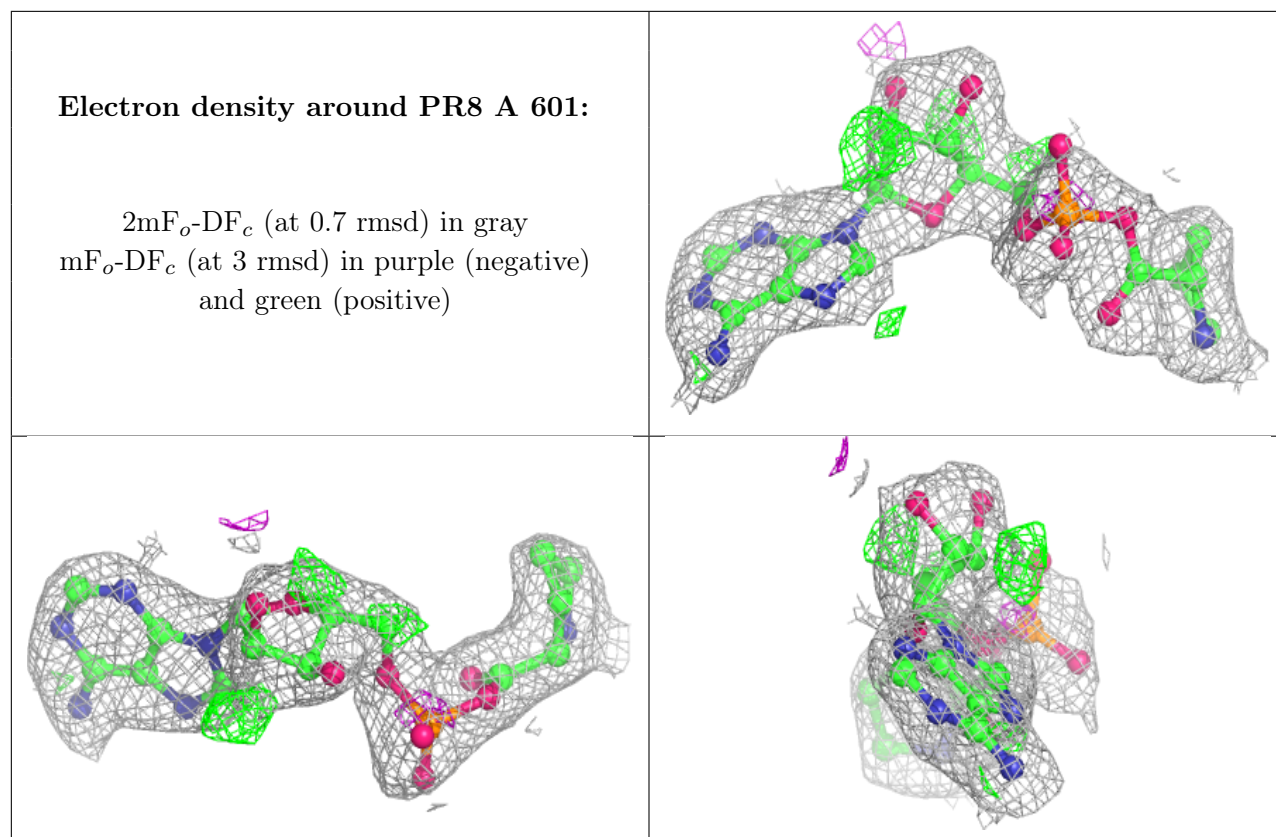 Electron density around PR8 A 601:
2mFo-DFc (at 0.7 rmsd) in gray
mFo-DFc (at 3 rmsd) in purple (negative)
and green (positive)